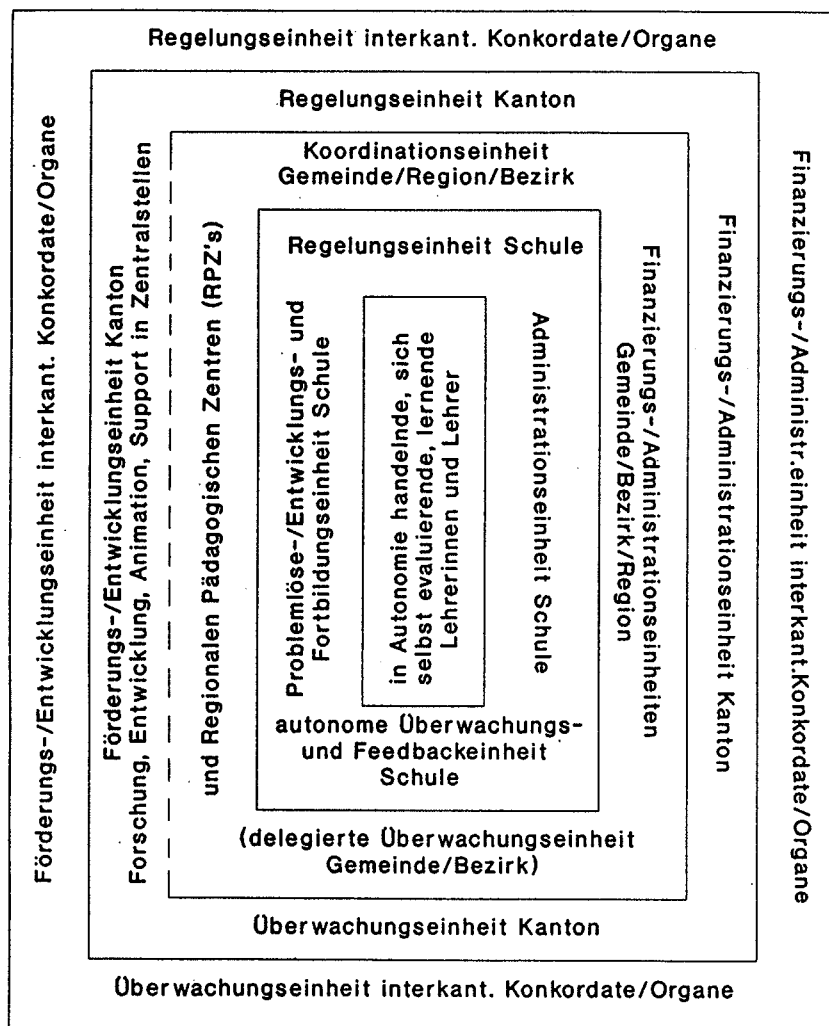 Regelungseinheit interkant. Konkordate/Organe
Regelungseinheit Kanton
Koordinationseinheit
Gemeinde/Region/Bezirk
Regelungseinheit Schule
Förderungs-/Entwicklungseinheit interkant. Konkordate/Organe
Förderungs-/Entwicklungseinheit Kanton
Forschung, Entwicklung, Animation, Support in Zentralstellen
und Regionalen Pädagogischen Zentren (RPZ's)
Problemlöse-/Entwicklungs- und
Fortbildungseinheit Schule
in Autonomie handelnde, sich
selbst evaluierende, lernende
Lehrerinnen und Lehrer
Administrationseinheit Schule
Finanzierungs-/Administrationseinheiten
Gemeinde/Bezirk/Region
Finanzierungs-/Administrationseinheit Kanton
Finanzierungs-/Administr.einheit interkant.Konkordate/Organe
autonome Überwachungs-
und Feedbackeinheit
Schule
(delegierte Überwachungseinheit
Gemeinde/Bezirk)
Überwachungseinheit Kanton
Überwachungseinheit interkant. Konkordate/Organe